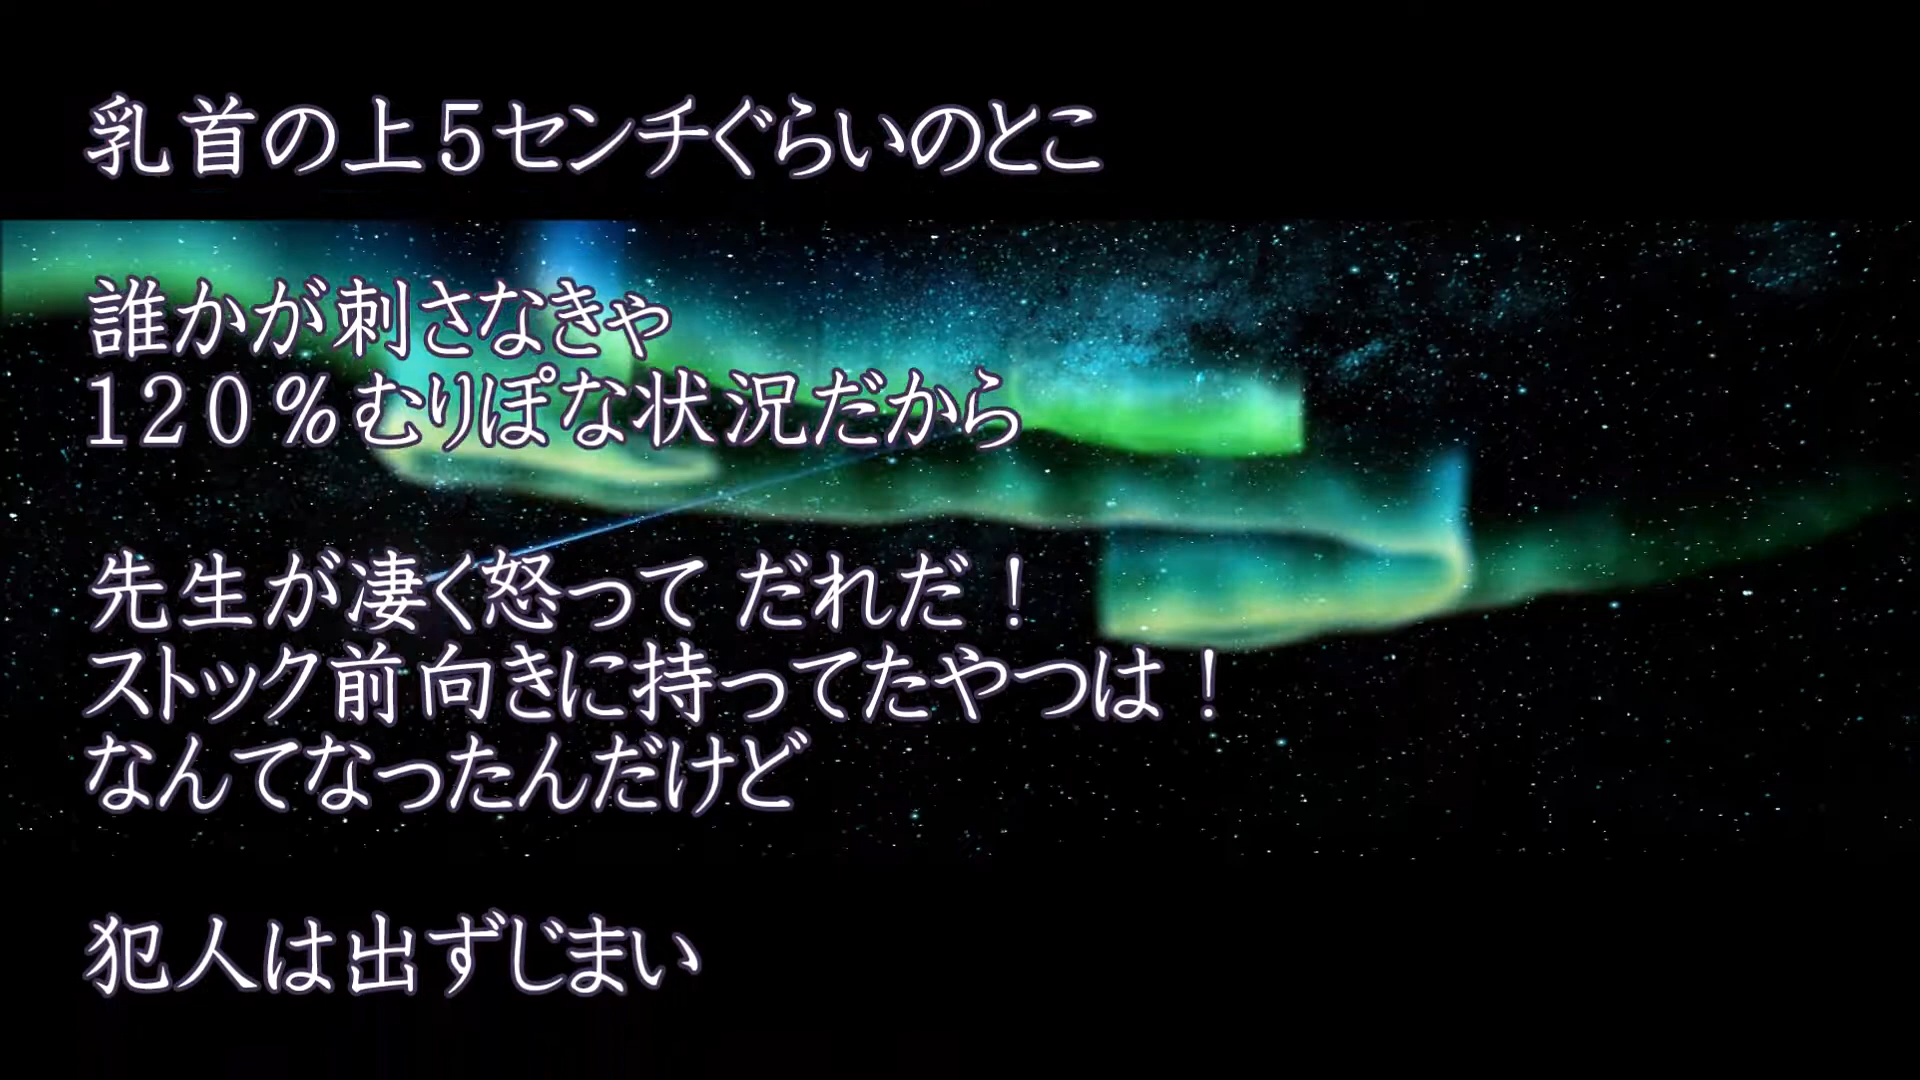 乳首の上５センチぐらいのとこ
誰かが刺さなきゃ
１２０％むりぽな状況だから
先生が凄く怒って だれだ！
ストック前向きに持ってたやつは！
なんてなったんだけど
犯人は出ずじまい